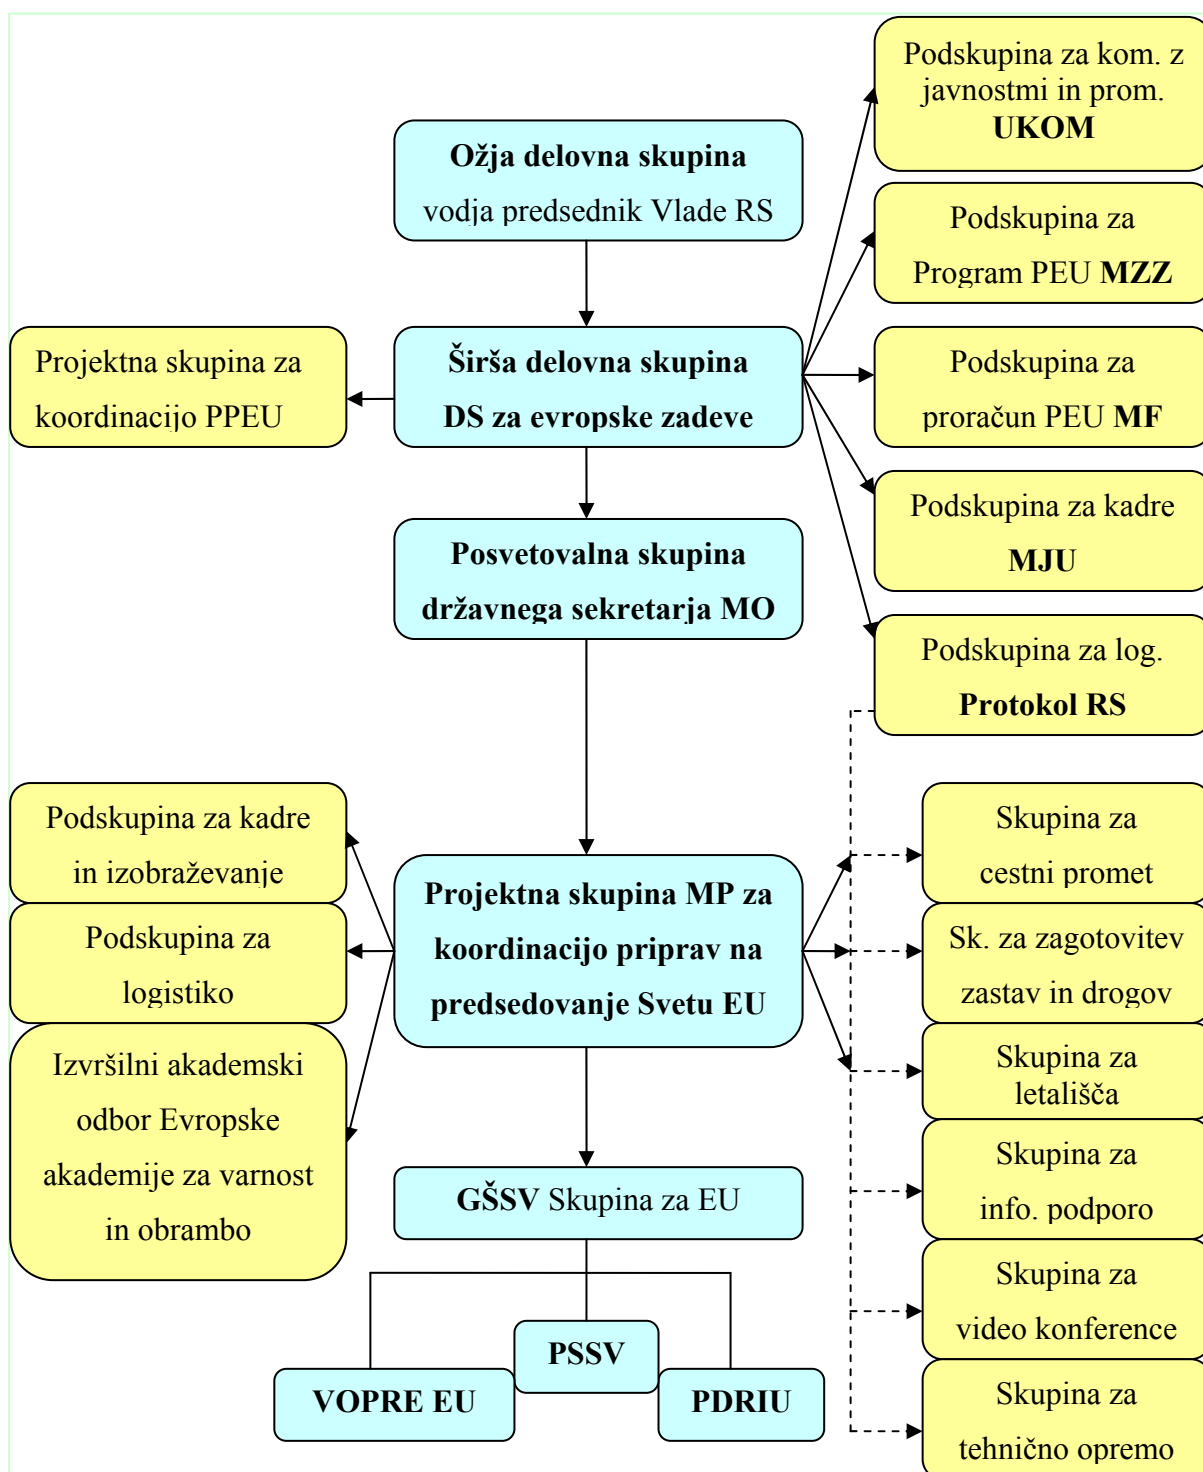 Podskupina za kom. z
javnostmi in prom.
UKOM
Ožja delovna skupina
vodja predsednik Vlade RS
Podskupina za
Program PEU MZZ
Projektna skupina za
koordinacijo PPEU
Širša delovna skupina
DS za evropske zadeve
Podskupina za
proračun PEU MF
Podskupina za kadre
MJU
Posvetovalna skupina
državnega sekretarja MO
Podskupina za log.
Protokol RS
Podskupina za kadre
in izobraževanje
Podskupina za
logistiko
Izvršilni akademski
odbor Evropske
akademije za varnost
in obrambo
Projektna skupina MP za
koordinacijo priprav na
predsedovanje Svetu EU
Skupina za
cestni promet
Sk. za zagotovitev
zastav in drogov
Skupina za
letališča
Skupina za
info. podporo
Skupina za
video konference
Skupina za
tehnično opremo
GŠSV Skupina za EU
PSSV
VOPRE EU
PDRIU